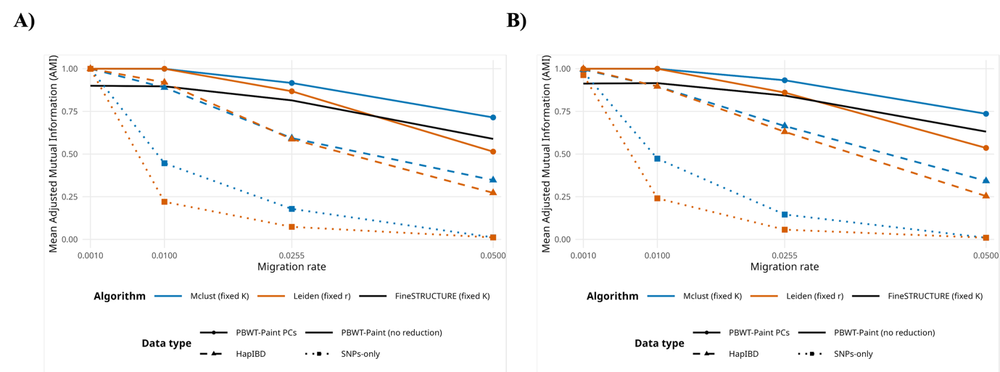 A)
Mean Adjusted Mutual Information (AMI)
1.00
0.75
0.50
0.25
0.00
0.0010 0.0100 0.0255 0.0500
Migration rate
Algorithm Mclust (fixed K) Leiden (fixed r) FineSTRUCTURE (fixed K)
Data type
PBWT-Paint PCs PBWT-Paint (no reduction)
HapIBD SNPs-only
B)
Mean Adjusted Mutual Information (AMI)
1.00
0.75
0.50
0.25
0.00
0.0010 0.0100 0.0255 0.0500
Migration rate
Algorithm Mclust (fixed K) Leiden (fixed r) FineSTRUCTURE (fixed K)
Data type
PBWT-Paint PCs PBWT-Paint (no reduction)
HapIBD SNPs-only